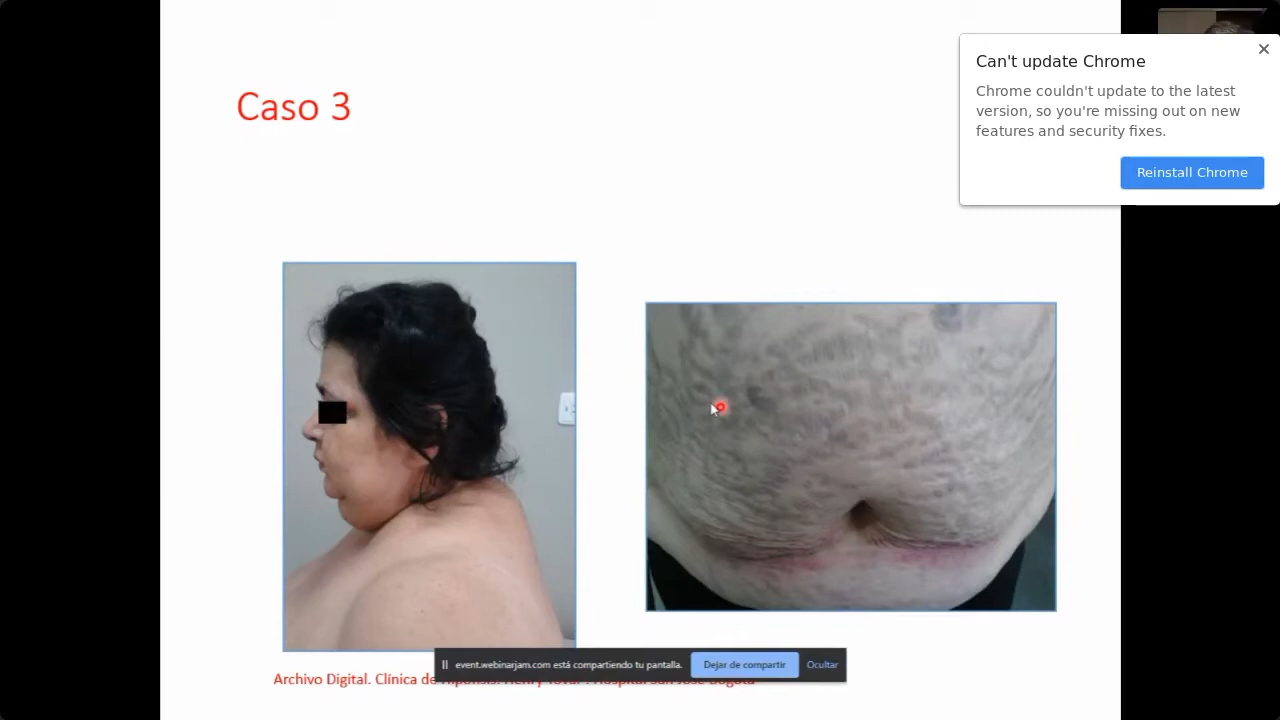 Caso 3
Can't update Chrome
Chrome couldn't update to the latest
version, so you're missing out on new
features and security fixes.
Reinstall Chrome
event.webinarjam.com está compartiendo tu pantalla.
Dejar de compartir
Ocultar
Archivo Digital. Clínica de